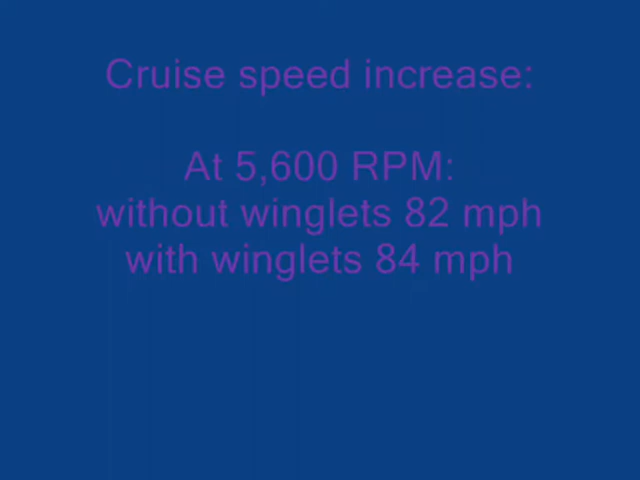 Cruise speed increase:
At 5,600 RPM:
without winglets 82 mph
with winglets 84 mph